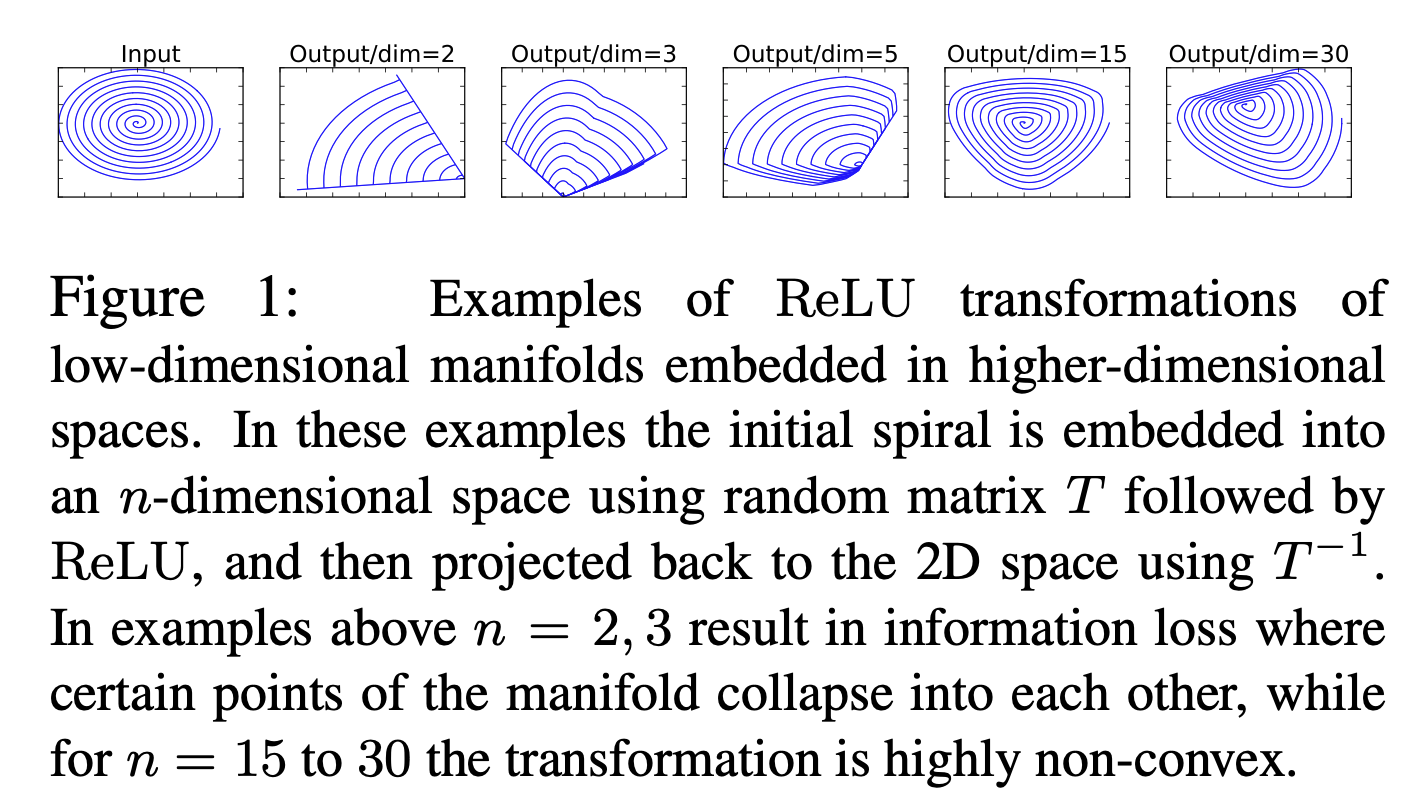 Input Output/dim=2 Output/dim=3 Output/dim=5 Output/dim=15 Output/dim=30
Figure 1: Examples of ReLU transformations of
low-dimensional manifolds embedded in higher-dimensional
spaces. In these examples the initial spiral is embedded into
an n-dimensional space using random matrix T followed by
ReLU, and then projected back to the 2D space using T⁻¹.
In examples above n = 2, 3 result in information loss where
certain points of the manifold collapse into each other, while
for n = 15 to 30 the transformation is highly non-convex.